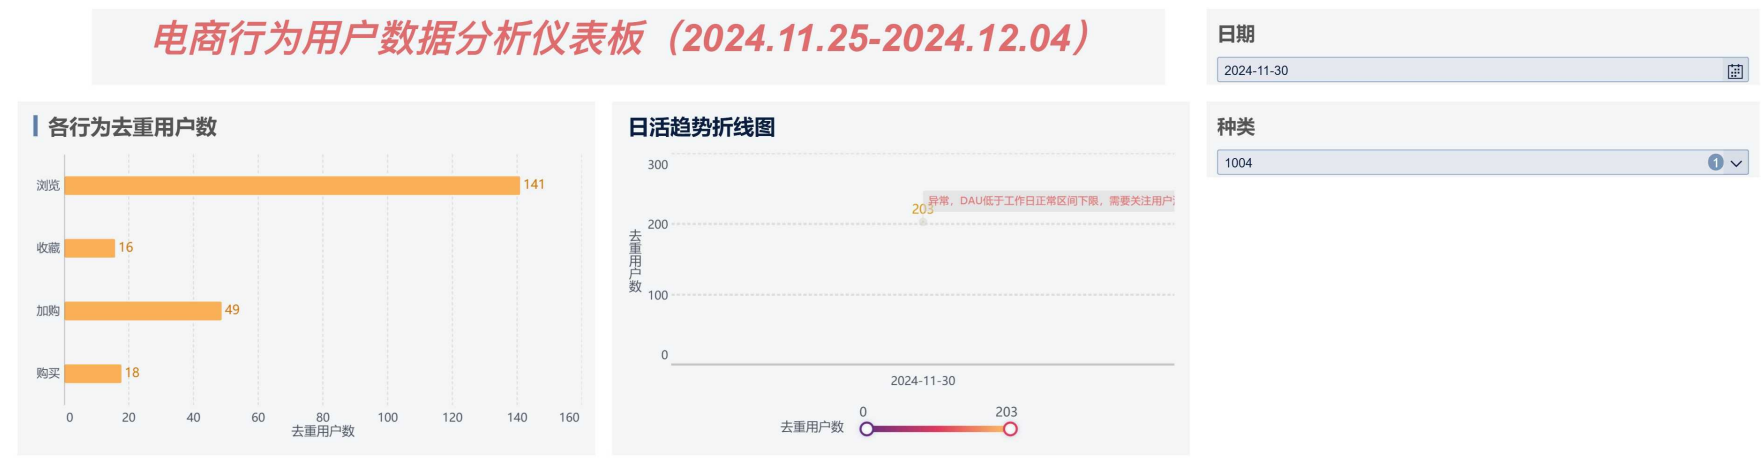 电商行为用户数据分析仪表板（2024.11.25-2024.12.04）
日期
2024-11-30
各行为去重用户数
浏览
141
收藏
16
加购
49
购买
18
0 20 40 60 80 100 120 140 160
去重用户数
日活趋势折线图
300
异常，DAU低于工作日正常区间下限，需要关注用户
203
200
去重用户数
100
0
2024-11-30
0 203
去重用户数
种类
1004
1